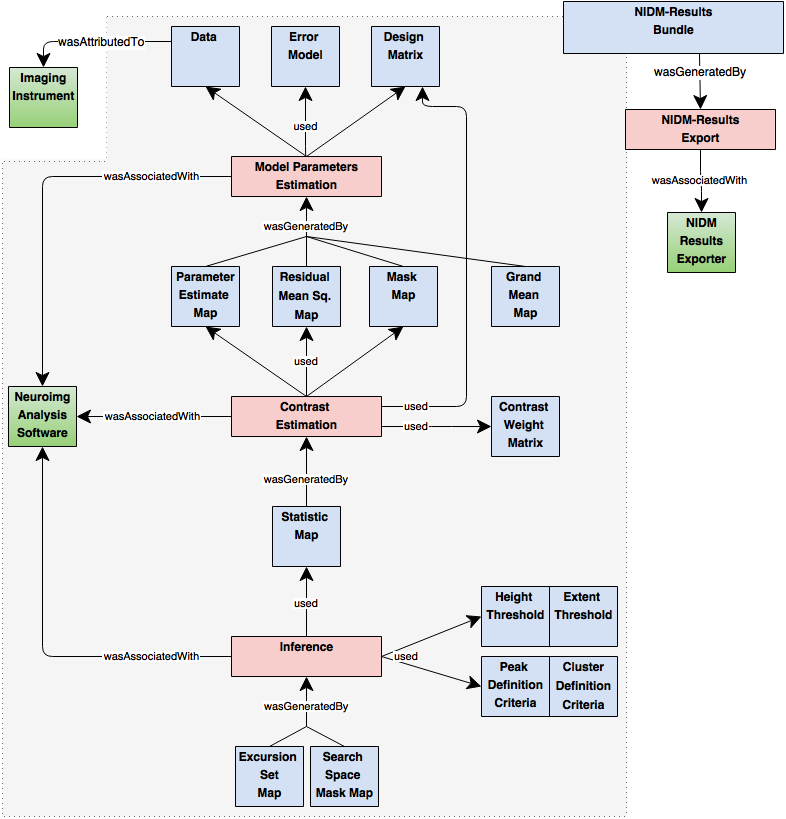 NIDM-Results
Bundle
wasAttributedTo
Data
Error
Model
Design
Matrix
Imaging
Instrument
wasGeneratedBy
NIDM-Results
Export
used
Model Parameters
Estimation
wasAssociatedWith
wasAssociatedWith
NIDM
Results
Exporter
wasGeneratedBy
Parameter
Estimate
Map
Residual
Mean Sq.
Map
Mask
Map
Grand
Mean
Map
used
Neuroimg
Analysis
Software
wasAssociatedWith
Contrast
Estimation
used
used
Contrast
Weight
Matrix
wasGeneratedBy
Statistic
Map
used
Height
Threshold
Extent
Threshold
wasAssociatedWith
Inference
used
Peak
Definition
Criteria
Cluster
Definition
Criteria
wasGeneratedBy
Excursion
Set
Map
Search
Space
Mask Map